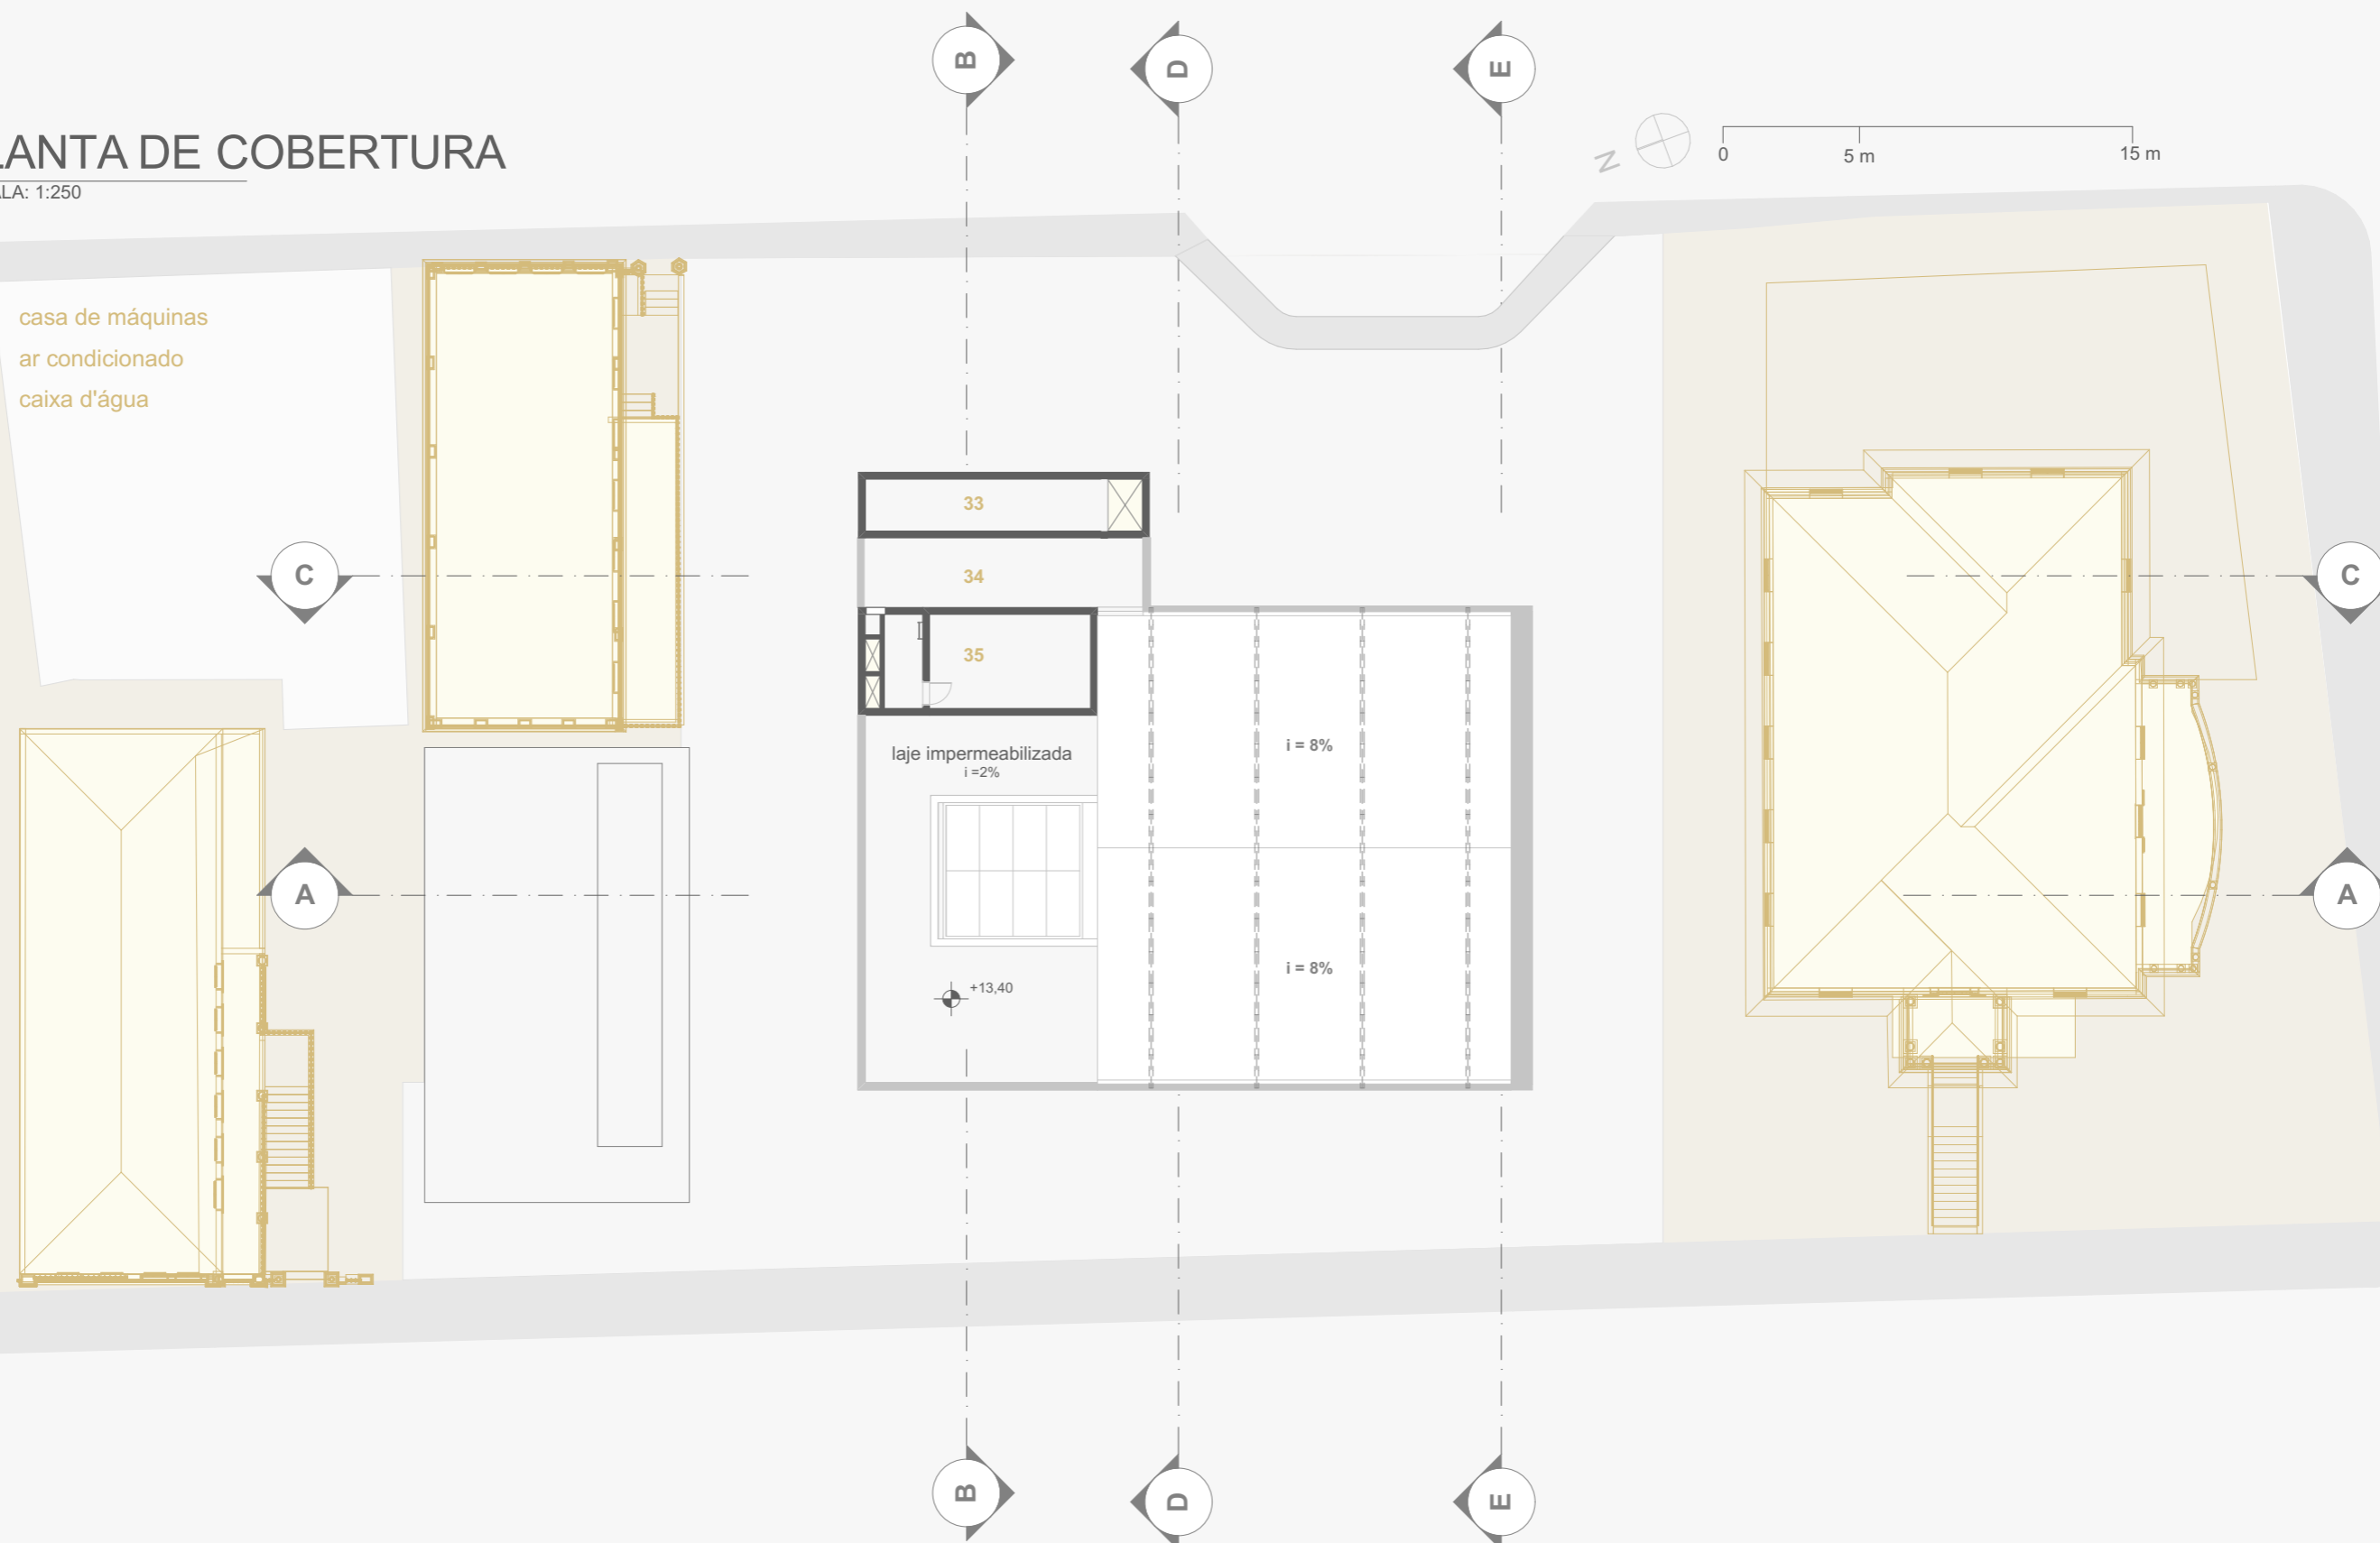 B
D
E
LANTA DE COBERTURA
ALA: 1:250
N
0
5 m
15 m
casa de máquinas
ar condicionado
caixa d'água
33
C
34
C
35
laje impermeabilizada
i =2%
i = 8%
A
A
i = 8%
+13,40
B
D
E